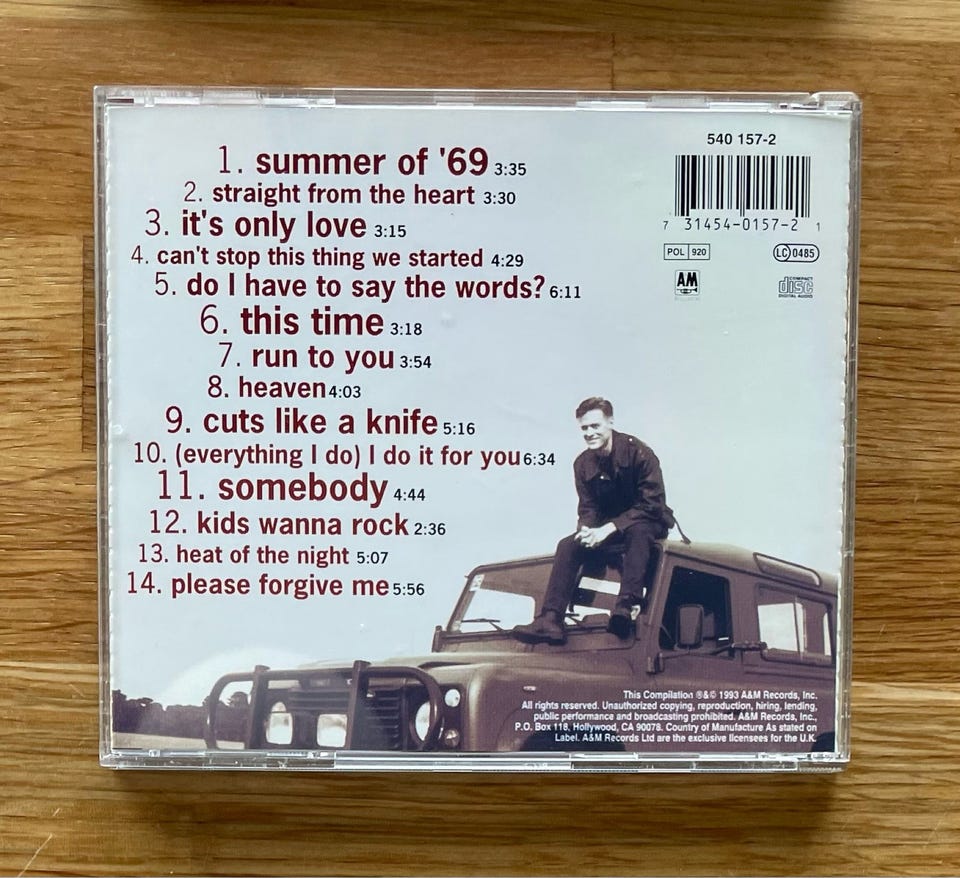 1. summer of '69 3:35
2. straight from the heart 3:30
3. it's only love 3:15
4. can't stop this thing we started 4:29
5. do I have to say the words? 6:11
6. this time 3:18
7. run to you 3:54
8. heaven 4:03
9. cuts like a knife 5:16
10. (everything I do) I do it for you 6:34
11. somebody 4:44
12. kids wanna rock 2:36
13. heat of the night 5:07
14. please forgive me 5:56
540 157-2
7 31454-0157-2 1
POL 920
LC 0485
AM
COMPACT
disc
DIGITAL AUDIO
This Compilation ℗&© 1993 A&M Records, Inc.
All rights reserved. Unauthorized copying, reproduction, hiring, lending,
public performance and broadcasting prohibited. A&M Records, Inc.,
P.O. Box 118, Hollywood, CA 90078. Country of Manufacture As stated on
Label. A&M Records Ltd are the exclusive licensees for the U.K